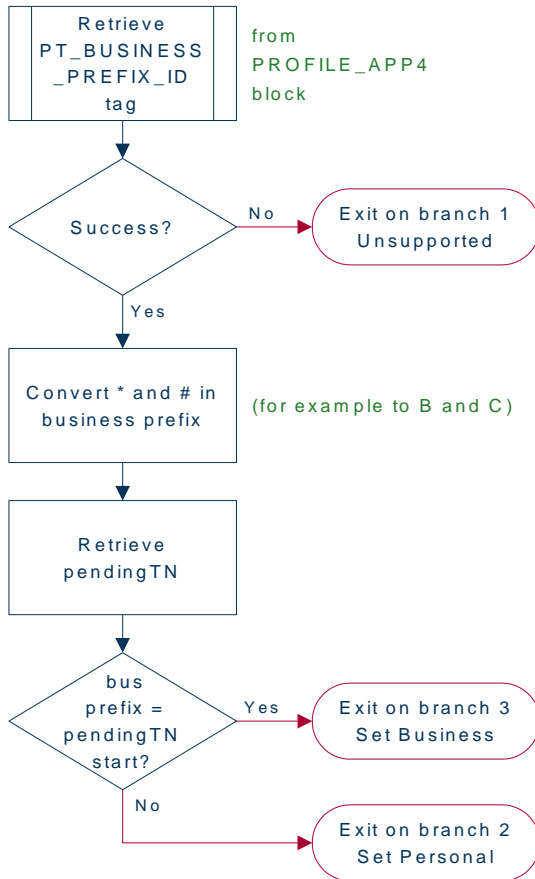 Retrieve
PT_BUSINESS
_PREFIX_ID
tag
from
PROFILE_APP4
block
Success?
No
Exit on branch 1
Unsupported
Yes
Convert * and # in
business prefix
(for example to B and C)
Retrieve
pendingTN
bus
prefix =
pendingTN
start?
Yes
Exit on branch 3
Set Business
No
Exit on branch 2
Set Personal